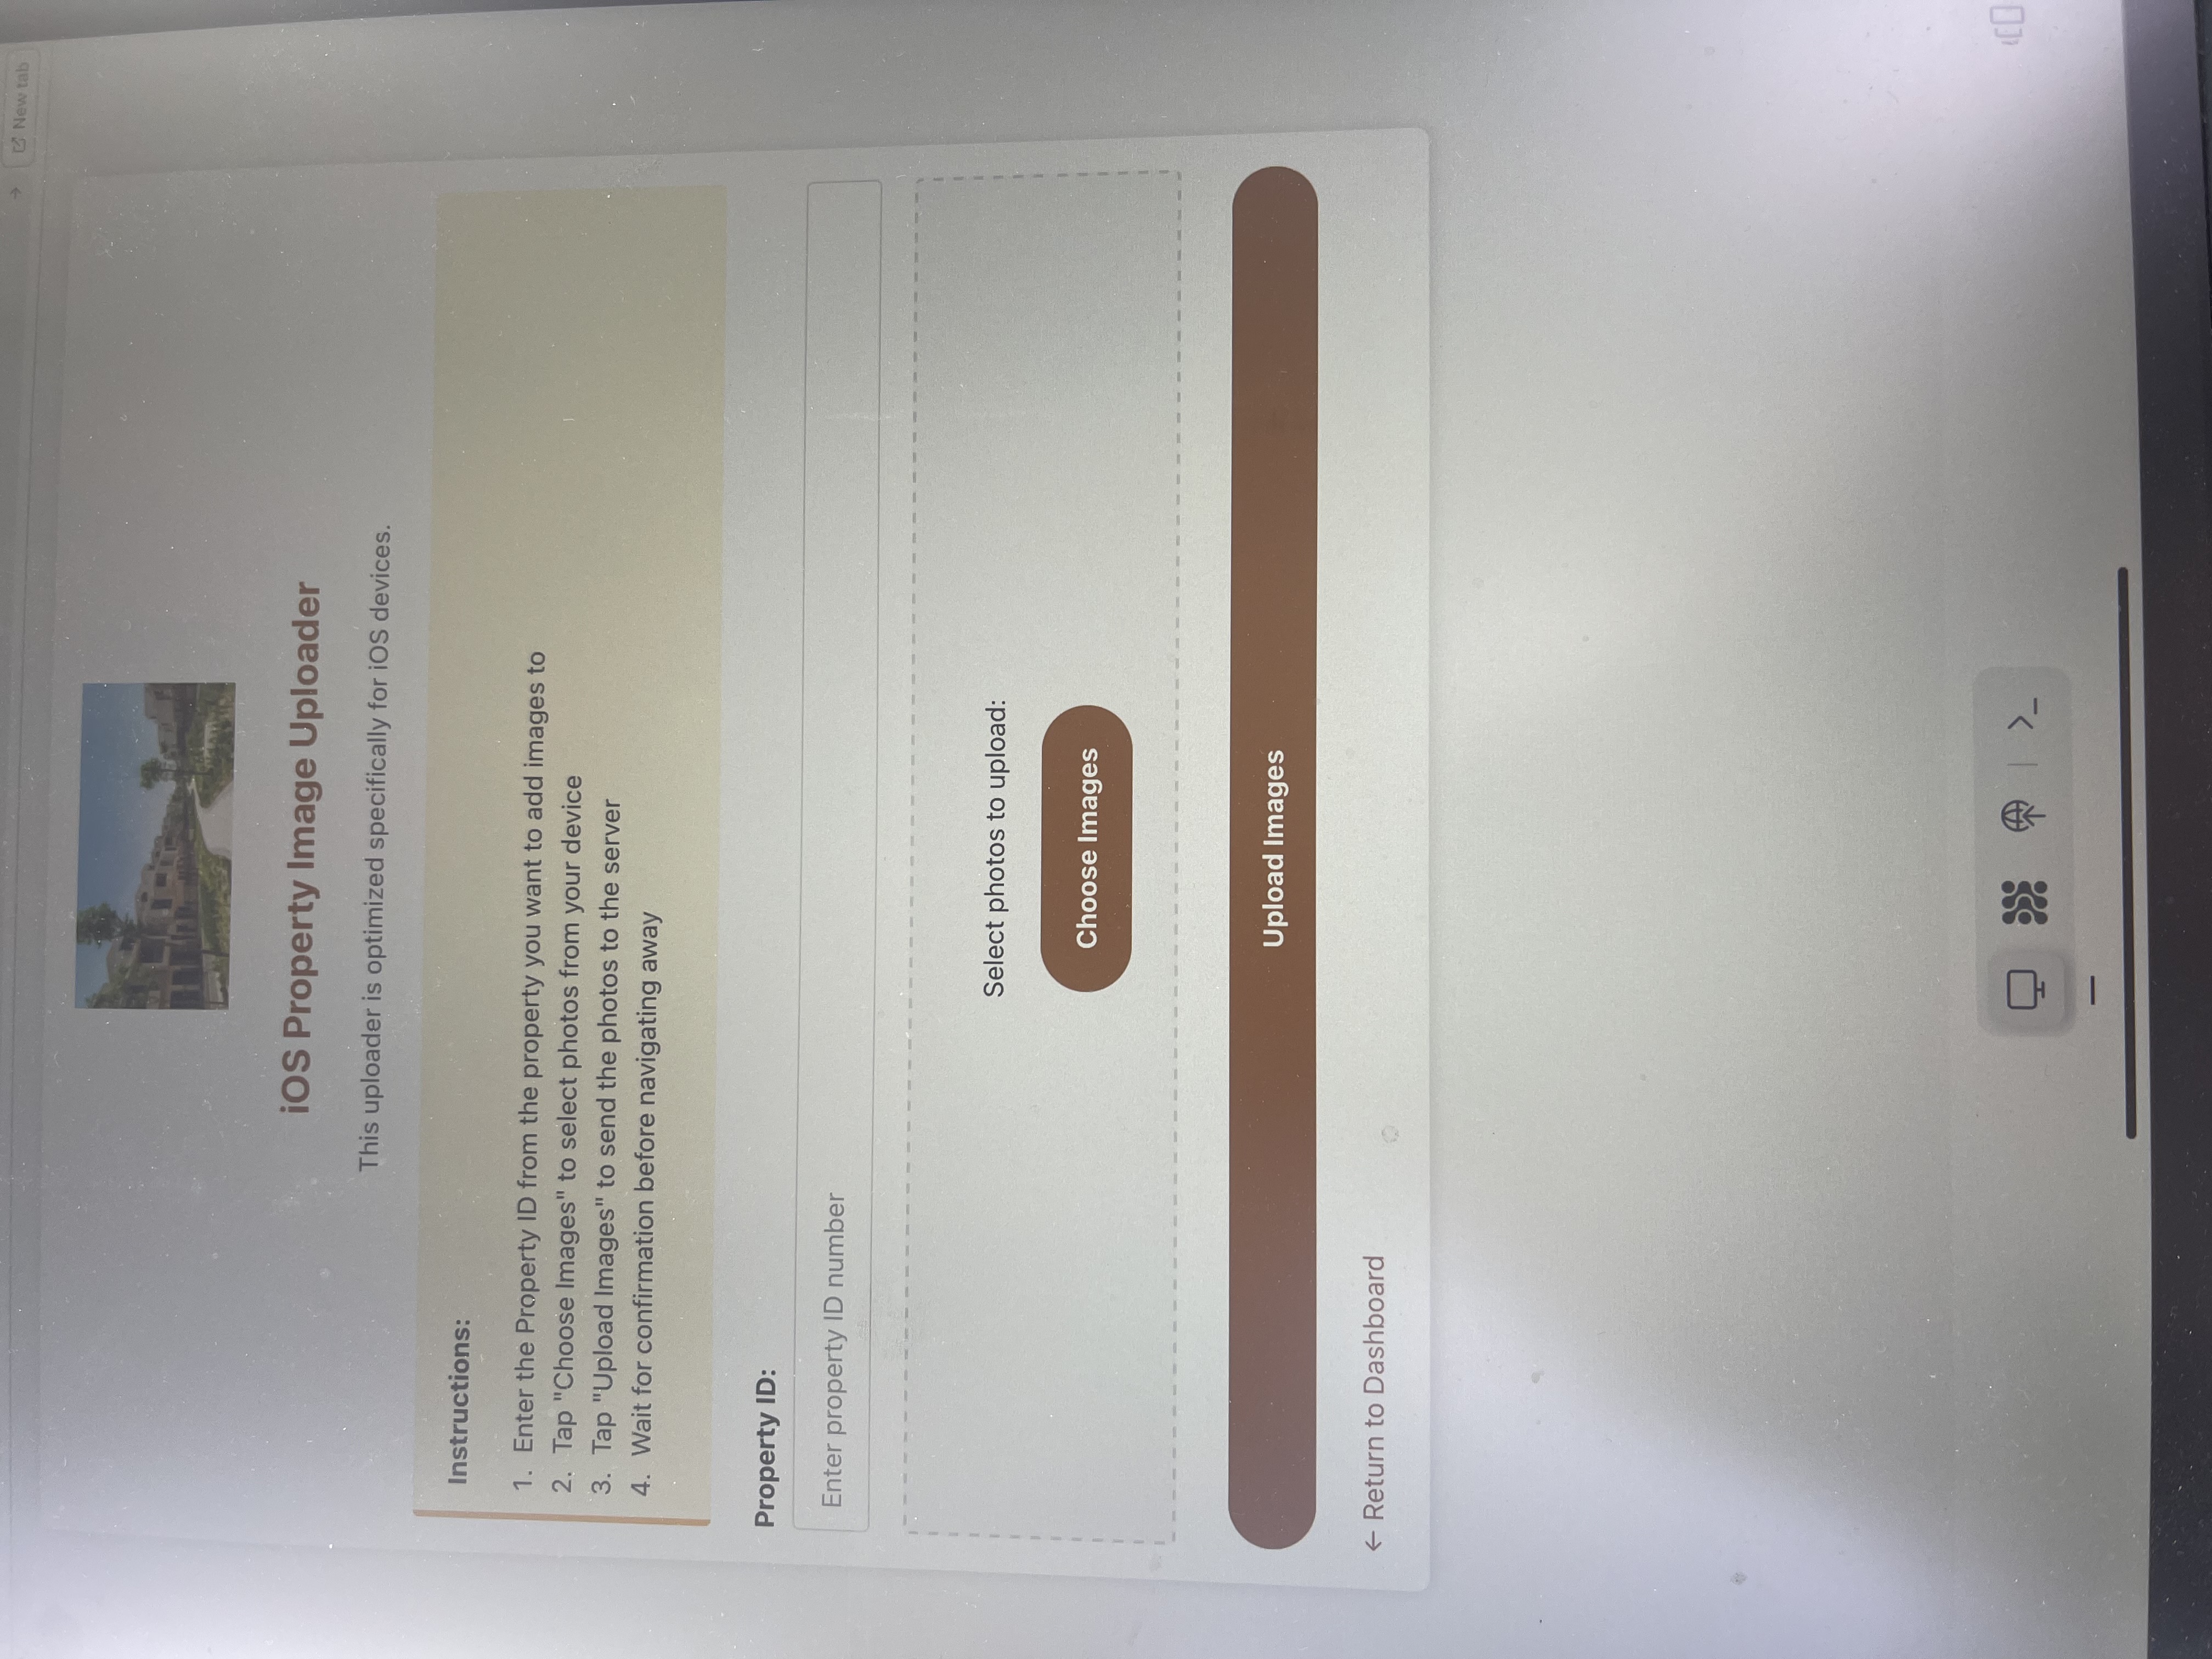 New tab
iOS Property Image Uploader
This uploader is optimized specifically for iOS devices.
Instructions:
1. Enter the Property ID from the property you want to add images to
2. Tap "Choose Images" to select photos from your device
3. Tap "Upload Images" to send the photos to the server
4. Wait for confirmation before navigating away
Property ID:
Enter property ID number
Select photos to upload:
Choose Images
Upload Images
← Return to Dashboard